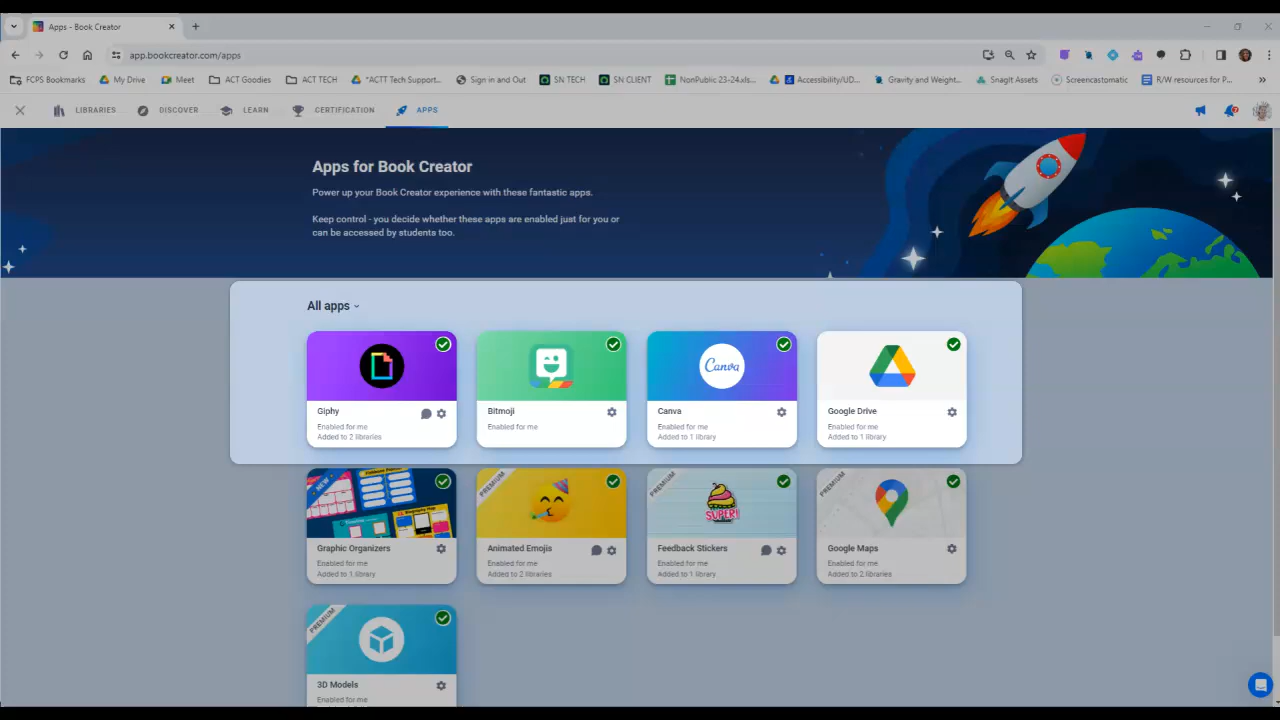 Apps - Book Creator
app.bookcreator.com/apps
FCPS Bookmarks
My Drive
Meet
ACT Goodies
ACT TECH
*ACTT Tech Support...
Sign in and Out
SN TECH
SN CLIENT
NonPublic 23-24.xls...
Accessibility/UD...
Gravity and Weight...
SnagIt Assets
Screencastomatic
R/W resources for P...
LIBRARIES
DISCOVER
LEARN
CERTIFICATION
APPS
Apps for Book Creator
Power up your Book Creator experience with these fantastic apps.
Keep control - you decide whether these apps are enabled just for you or
can be accessed by students too.
All apps
Canva
Giphy
Enabled for me
Added to 2 libraries
Bitmoji
Enabled for me
Canva
Enabled for me
Added to 1 library
Google Drive
Enabled for me
Added to 1 library
NEW
PREMIUM
SUPER!
PREMIUM
PREMIUM
Graphic Organizers
Enabled for me
Added to 1 library
Animated Emojis
Enabled for me
Added to 2 libraries
Feedback Stickers
Enabled for me
Added to 1 library
Google Maps
Enabled for me
Added to 2 libraries
PREMIUM
3D Models
Enabled for me